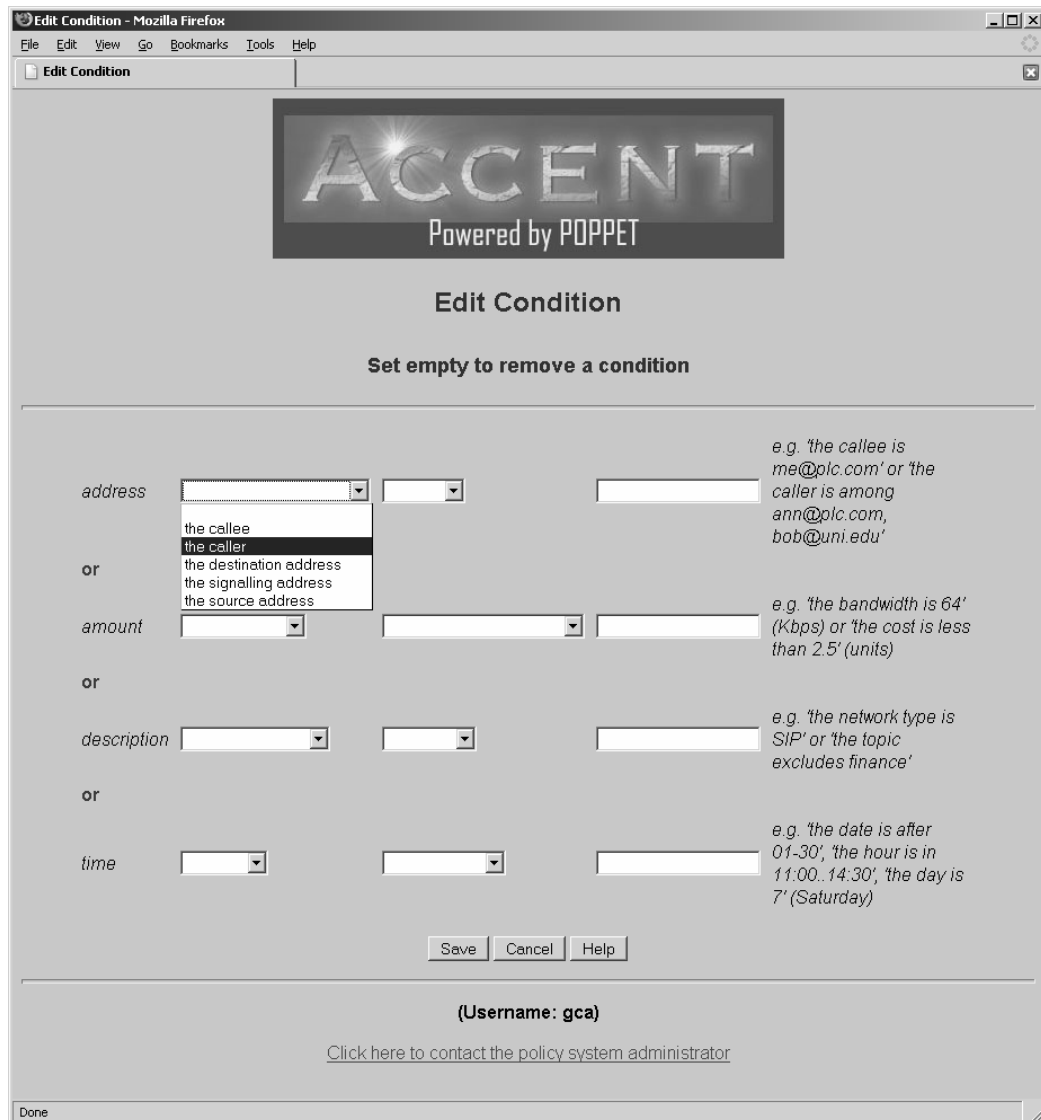 Edit Condition - Mozilla Firefox
File Edit View Go Bookmarks Tools Help
Edit Condition
ACCENT
Powered by POPPET
Edit Condition
Set empty to remove a condition
address
e.g. 'the callee is
me@plc.com' or 'the
caller is among
ann@plc.com,
bob@uni.edu'
the callee
the caller
the destination address
the signalling address
the source address
or
amount
e.g. 'the bandwidth is 64'
(Kbps) or 'the cost is less
than 2.5' (units)
or
description
e.g. 'the network type is
SIP' or 'the topic
excludes finance'
or
time
e.g. 'the date is after
01-30', 'the hour is in
11:00..14:30', 'the day is
7' (Saturday)
Save Cancel Help
(Username: gca)
Click here to contact the policy system administrator
Done